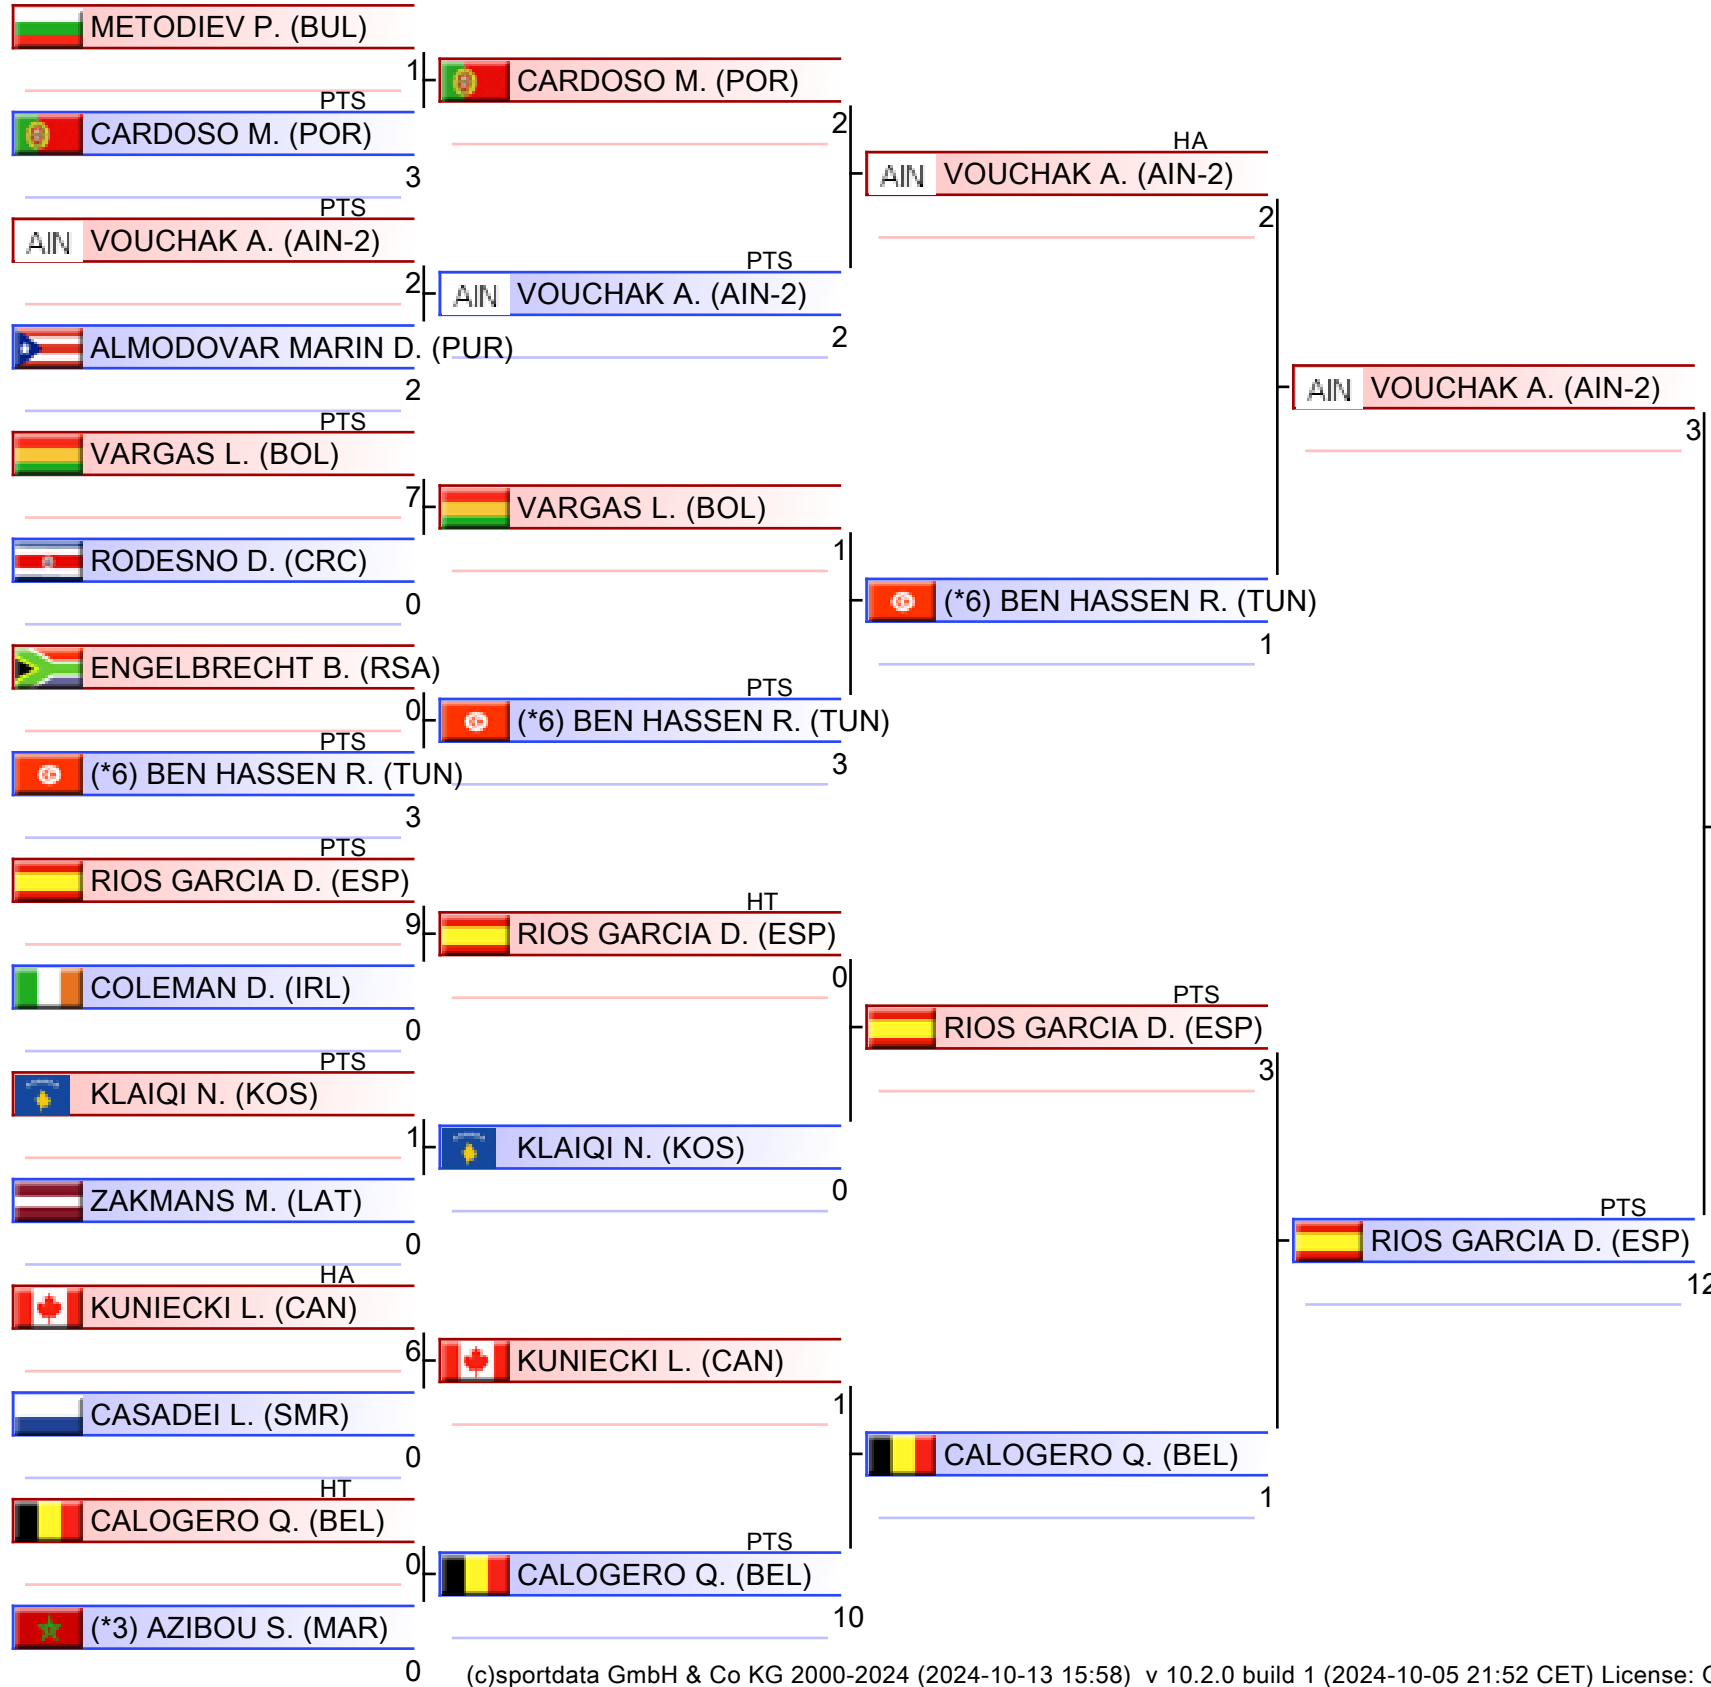 METODIEV P. (BUL)
1
PTS
CARDOSO M. (POR)
3
PTS
AIN VOUCHAK A. (AIN-2)
2
ALMODOVAR MARIN D. (PUR)
2
PTS
VARGAS L. (BOL)
7
RODESNO D. (CRC)
0
ENGELBRECHT B. (RSA)
0
PTS
(*6) BEN HASSEN R. (TUN)
3
PTS
RIOS GARCIA D. (ESP)
9
COLEMAN D. (IRL)
0
PTS
KLAIQI N. (KOS)
1
ZAKMANS M. (LAT)
0
HA
KUNIECKI L. (CAN)
6
CASADEI L. (SMR)
0
HT
CALOGERO Q. (BEL)
0
(*3) AZIBOU S. (MAR)
0
CARDOSO M. (POR)
2
PTS
AIN VOUCHAK A. (AIN-2)
2
VARGAS L. (BOL)
1
PTS
(*6) BEN HASSEN R. (TUN)
3
HT
RIOS GARCIA D. (ESP)
0
KLAIQI N. (KOS)
0
KUNIECKI L. (CAN)
1
PTS
CALOGERO Q. (BEL)
10
HA
AIN VOUCHAK A. (AIN-2)
2
(*6) BEN HASSEN R. (TUN)
1
PTS
RIOS GARCIA D. (ESP)
3
CALOGERO Q. (BEL)
1
AIN VOUCHAK A. (AIN-2)
3
PTS
RIOS GARCIA D. (ESP)
12
(c)sportdata GmbH & Co KG 2000-2024 (2024-10-13 15:58) v 10.2.0 build 1 (2024-10-05 21:52 CET) License: